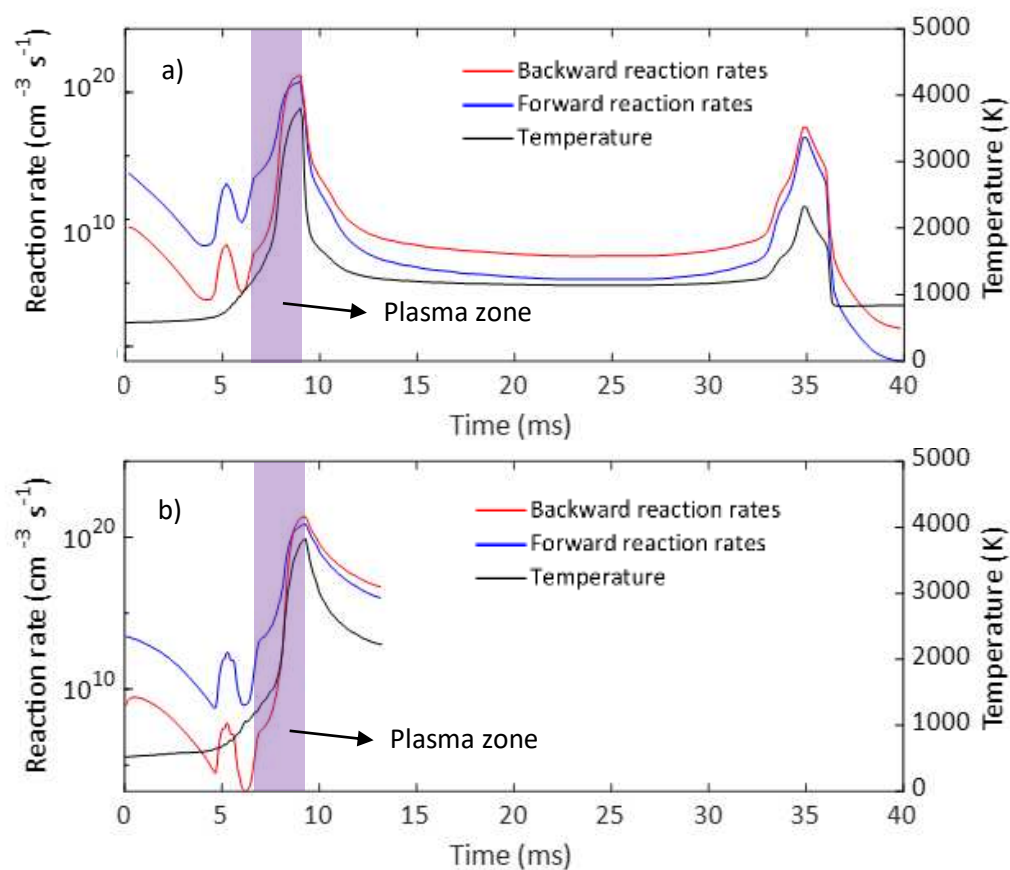 a)
Reaction rate (cm⁻³ s⁻¹)
10²⁰
10¹⁰
Backward reaction rates
Forward reaction rates
Temperature
Plasma zone
5000
4000
3000
2000
1000
0
Temperature (K)
0 5 10 15 20 25 30 35 40
Time (ms)
b)
Reaction rate (cm⁻³ s⁻¹)
10²⁰
10¹⁰
Backward reaction rates
Forward reaction rates
Temperature
Plasma zone
5000
4000
3000
2000
1000
0
Temperature (K)
0 5 10 15 20 25 30 35 40
Time (ms)